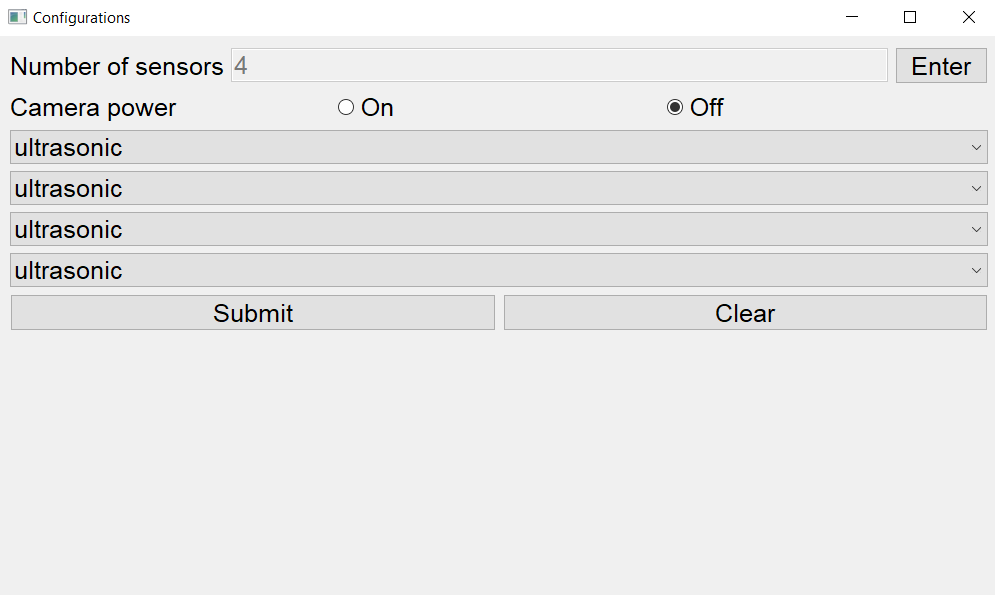 Configurations
Number of sensors 4 Enter
Camera power On Off
ultrasonic
ultrasonic
ultrasonic
ultrasonic
Submit Clear